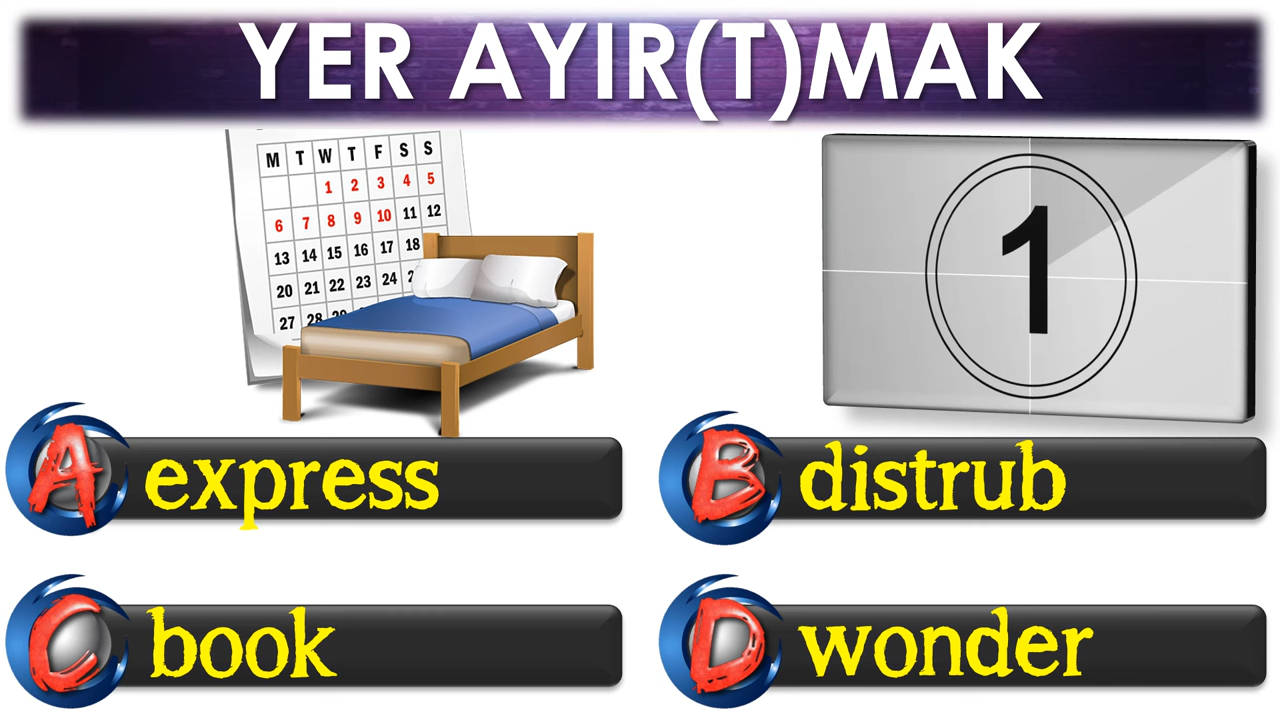 YER AYIR(T)MAK
M T W T F S S
1 2 3 4 5
6 7 8 9 10 11 12
13 14 15 16 17 18
20 21 22 23 24
27 28
1
A express
B distrub
C book
D wonder